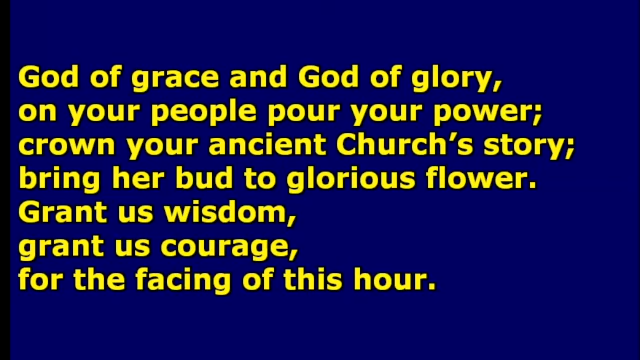 God of grace and God of glory,
on your people pour your power;
crown your ancient Church’s story;
bring her bud to glorious flower.
Grant us wisdom,
grant us courage,
for the facing of this hour.